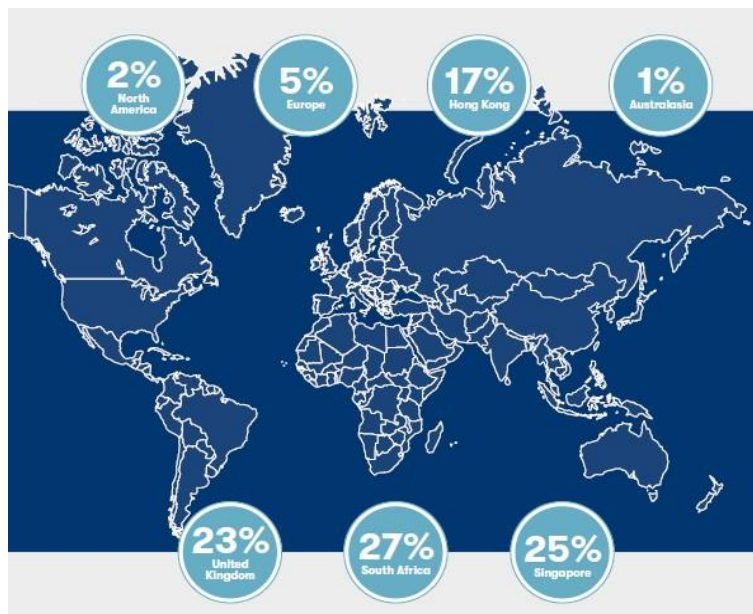 2%
North
America
5%
Europe
17%
Hong Kong
1%
Australasia
23%
United
Kingdom
27%
South Africa
25%
Singapore